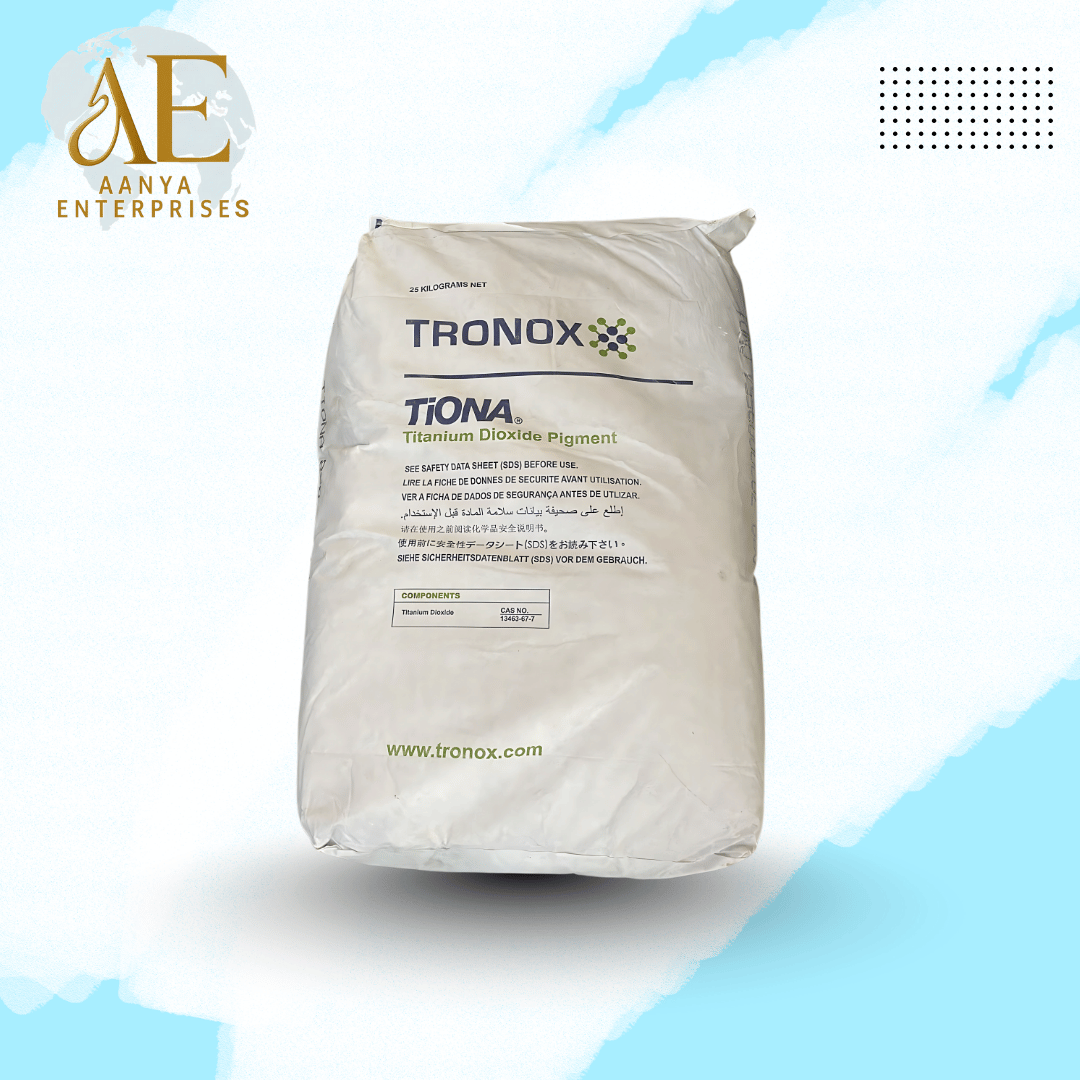 AE
AANYA
ENTERPRISES
25 KILOGRAMS NET
TRONOX
TiONA®
Titanium Dioxide Pigment
SEE SAFETY DATA SHEET (SDS) BEFORE USE.
LIRE LA FICHE DE DONNES DE SECURITE AVANT UTILISATION.
VER A FICHA DE DADOS DE SEGURANÇA ANTES DE UTLIZAR.
إطلع على صحيفة بيانات سلامة المادة قبل الإستخدام.
请在使用之前阅读化学品安全说明书。
使用前に安全性データシート(SDS)をお読み下さい。
SIEHE SICHERHEITSDATENBLATT (SDS) VOR DEM GEBRAUCH.
COMPONENTS
Titanium Dioxide CAS NO.
13463-67-7
www.tronox.com